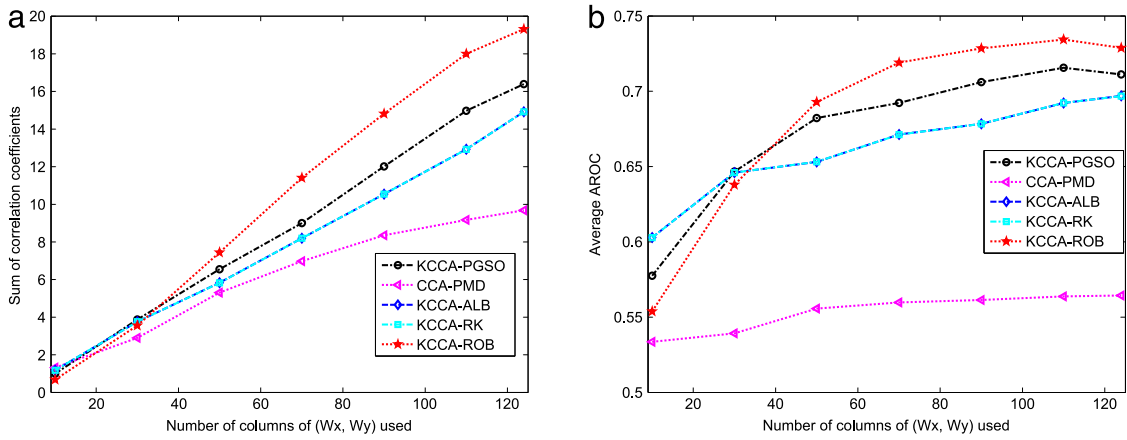 a
20
18
16
14
12
10
8
6
4
2
0
Sum of correlation coefficients
20 40 60 80 100 120
Number of columns of (Wx, Wy) used
KCCA-PGSO
CCA-PMD
KCCA-ALB
KCCA-RK
KCCA-ROB
b
0.75
0.7
0.65
0.6
0.55
0.5
Average AROC
20 40 60 80 100 120
Number of columns of (Wx, Wy) used
KCCA-PGSO
CCA-PMD
KCCA-ALB
KCCA-RK
KCCA-ROB